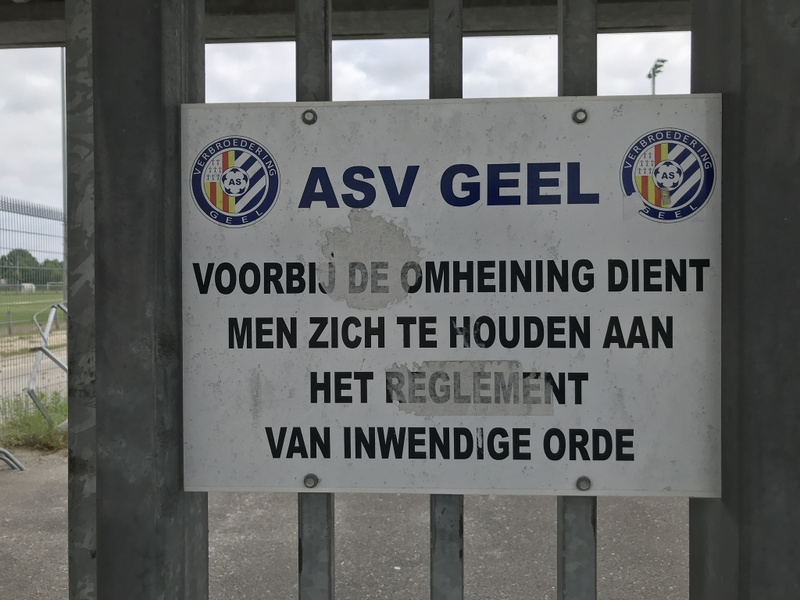 VERBROEDERING
AS
GEEL
ASV GEEL
VERBROEDERING
AS
GEEL
VOORBIJ DE OMHEINING DIENT
MEN ZICH TE HOUDEN AAN
HET REGLEMENT
VAN INWENDIGE ORDE